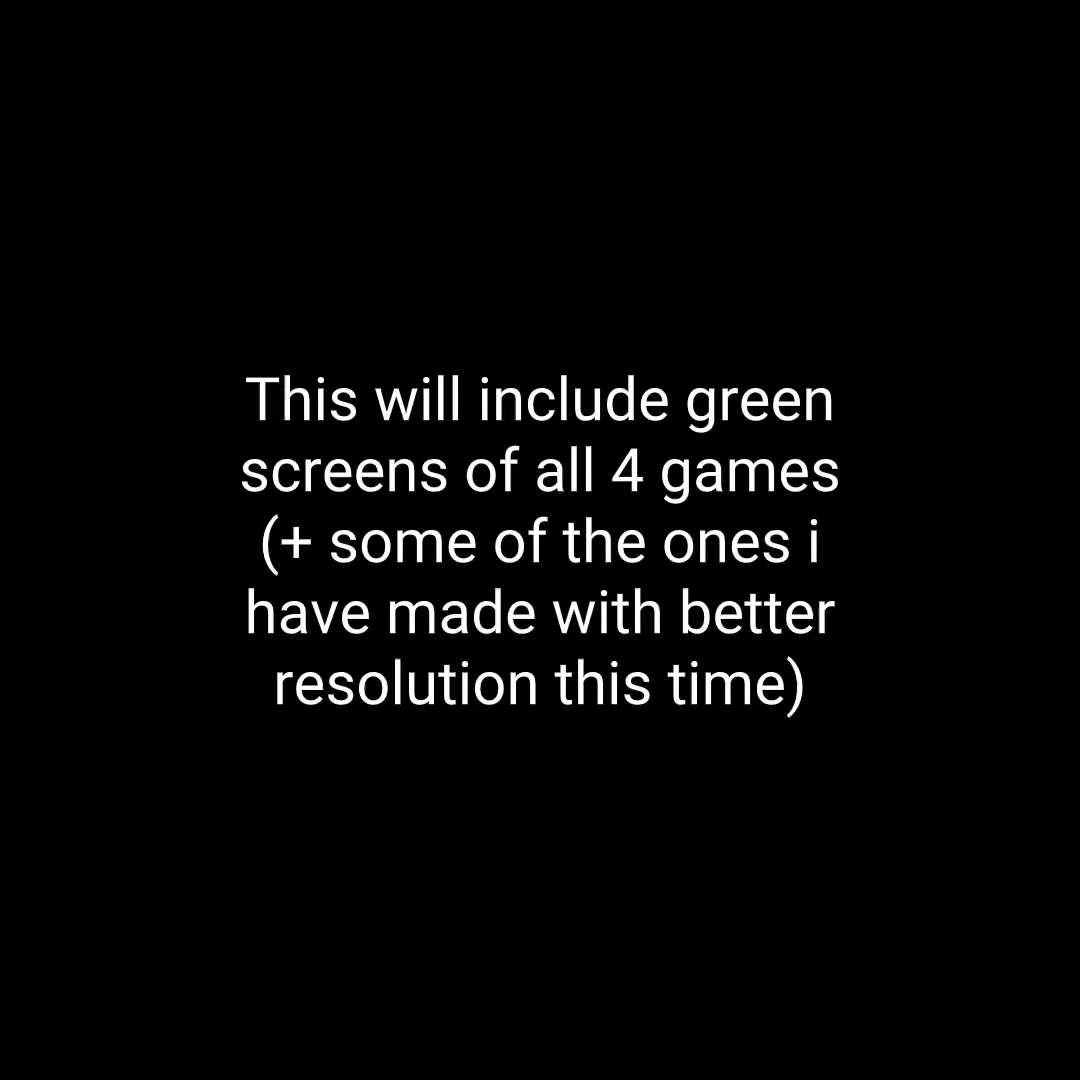 This will include green
screens of all 4 games
(+ some of the ones i
have made with better
resolution this time)